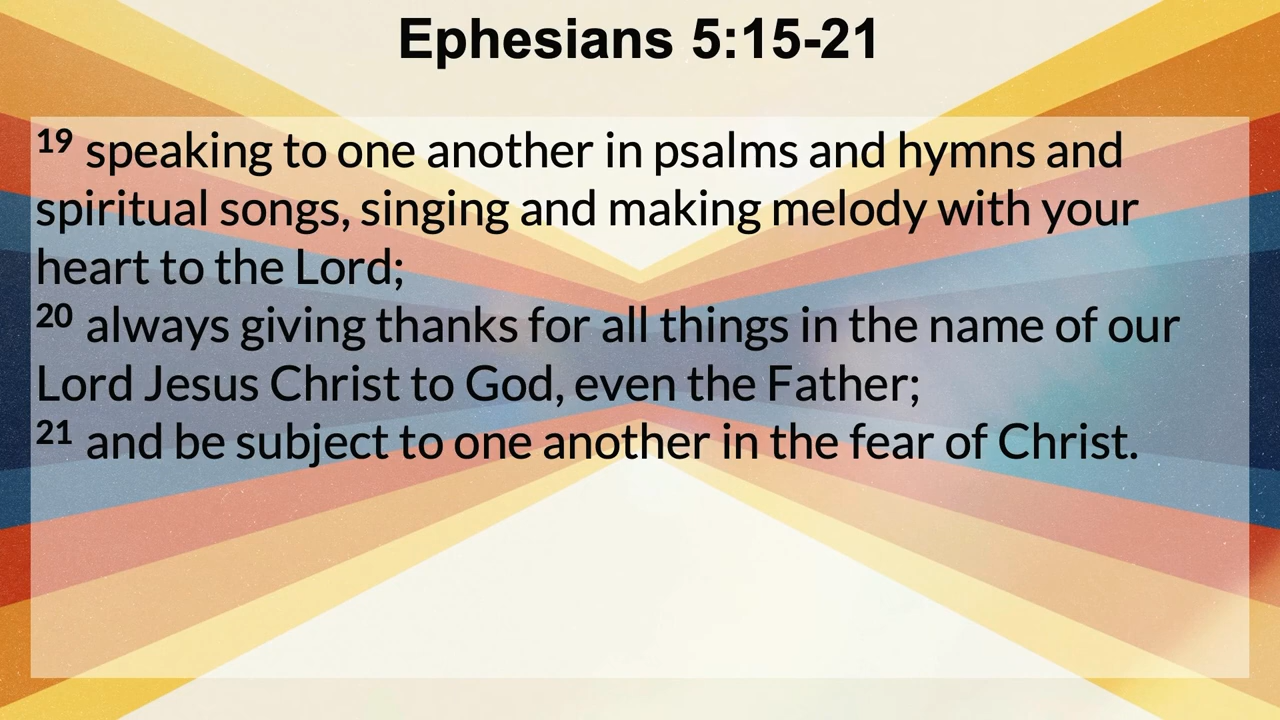 Ephesians 5:15-21
19 speaking to one another in psalms and hymns and
spiritual songs, singing and making melody with your
heart to the Lord;
20 always giving thanks for all things in the name of our
Lord Jesus Christ to God, even the Father;
21 and be subject to one another in the fear of Christ.